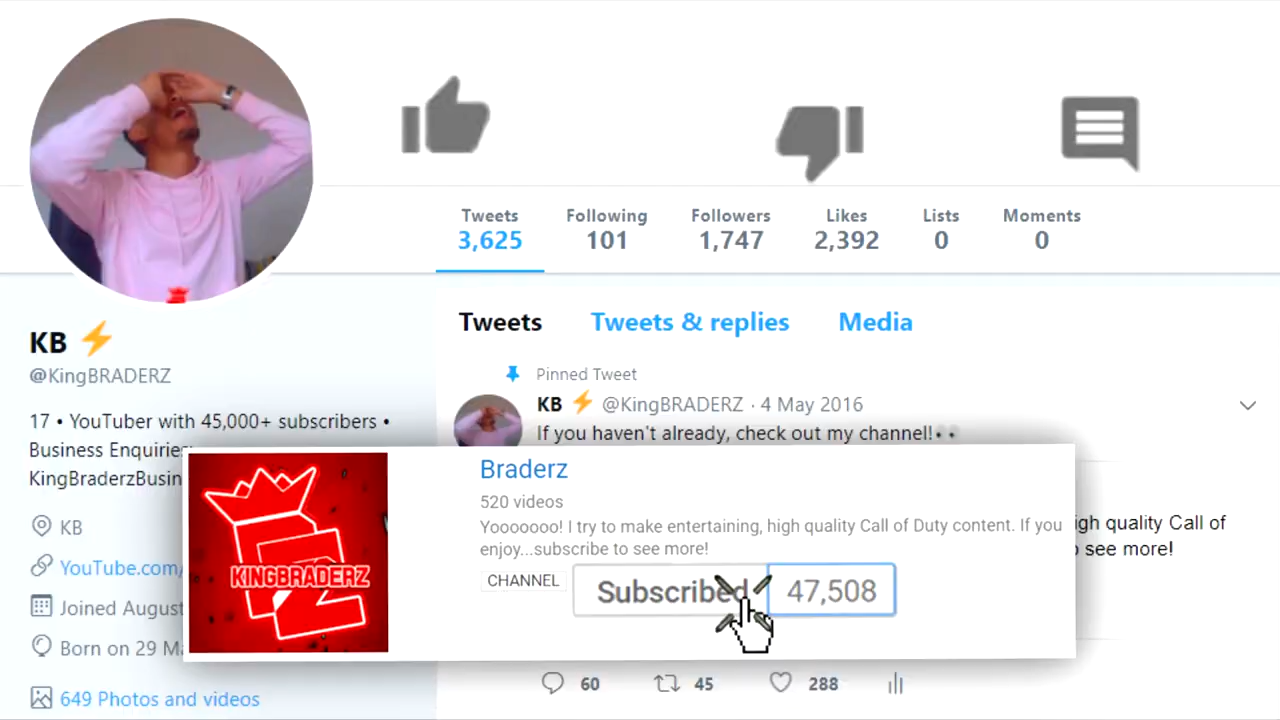 Tweets Following Followers Likes Lists Moments
3,625 101 1,747 2,392 0 0
KB
@KingBRADERZ
17 • YouTuber with 45,000+ subscribers •
Business Enquiries
KingBraderzBusin
KB
YouTube.com/
Joined August
Born on 29 Ma
649 Photos and videos
Tweets Tweets & replies Media
Pinned Tweet
KB @KingBRADERZ · 4 May 2016
If you haven't already, check out my channel!
igh quality Call of
see more!
KINGBRADERZ
Braderz
520 videos
Yooooooo! I try to make entertaining, high quality Call of Duty content. If you
enjoy...subscribe to see more!
CHANNEL
Subscribed 47,508
60 45 288